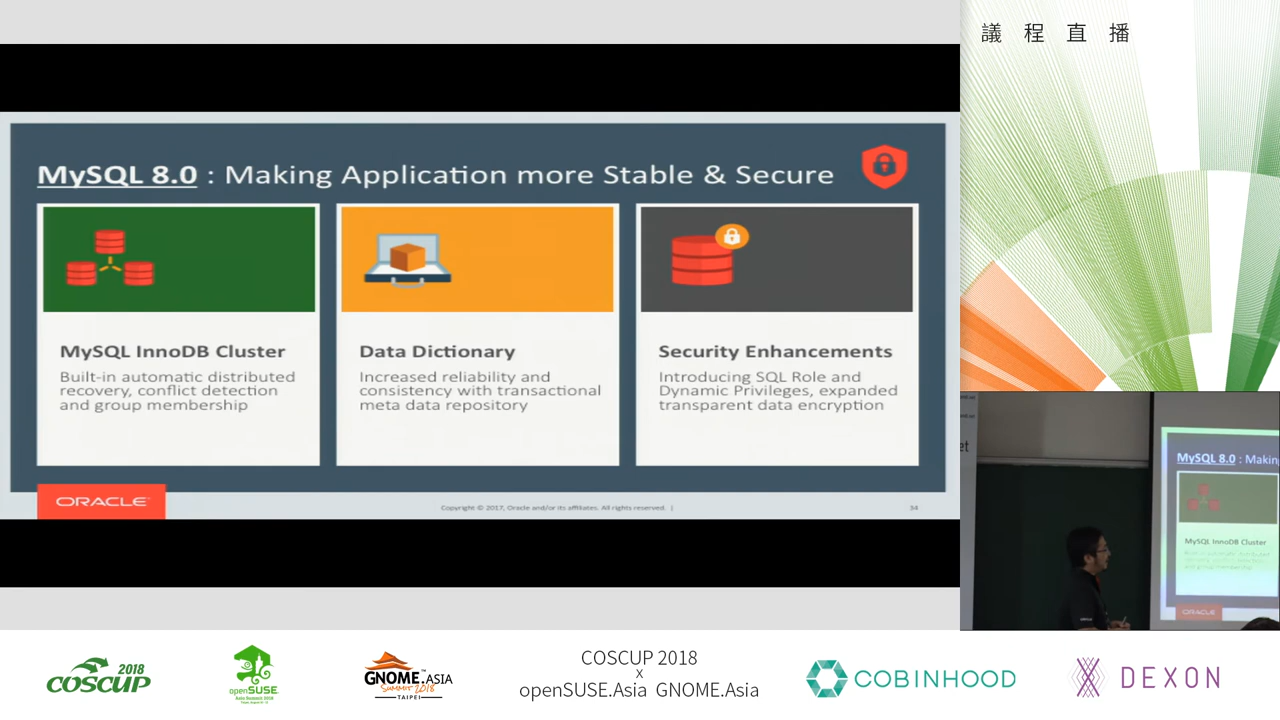 議程直播
MySQL 8.0 : Making Application more Stable & Secure
MySQL InnoDB Cluster
Built-in automatic distributed
recovery, conflict detection
and group membership
Data Dictionary
Increased reliability and
consistency with transactional
meta data repository
Security Enhancements
Introducing SQL Role and
Dynamic Privileges, expanded
transparent data encryption
ORACLE
Copyright © 2017, Oracle and/or its affiliates. All rights reserved. |
34
et
MySQL 8.0 : Makin
MySQL InnoDB Cluster
ORACLE
2018
COSCUP
openSUSE
Asia Summit 2018
GNOME.ASIA
SUMMIT 2018
TAIPEI
COSCUP 2018
x
openSUSE.Asia GNOME.Asia
COBINHOOD
DEXON